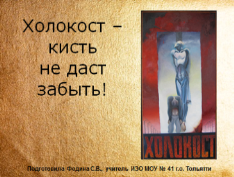 Холокост –
кисть
не даст
забыть!
ХОЛОКОСТ
Подготовила Федина С.В., учитель ИЗО МОУ № 41 г.о. Тольятти